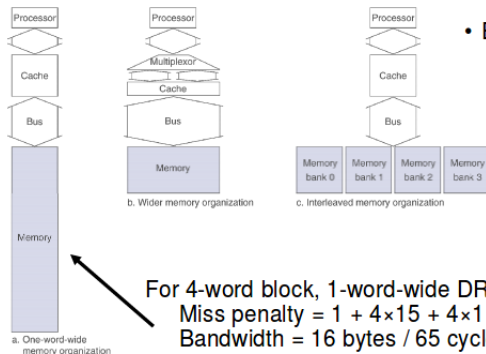 Processor
Cache
Bus
Memory
a. One-word-wide
memory organization
Processor
Multiplexor
Cache
Bus
Memory
b. Wider memory organization
Processor
Cache
Bus
Memory
bank 0
Memory
bank 1
Memory
bank 2
Memory
bank 3
c. Interleaved memory organization
•
For 4-word block, 1-word-wide
Miss penalty = 1 + 4×15 + 4×1
Bandwidth = 16 bytes / 65